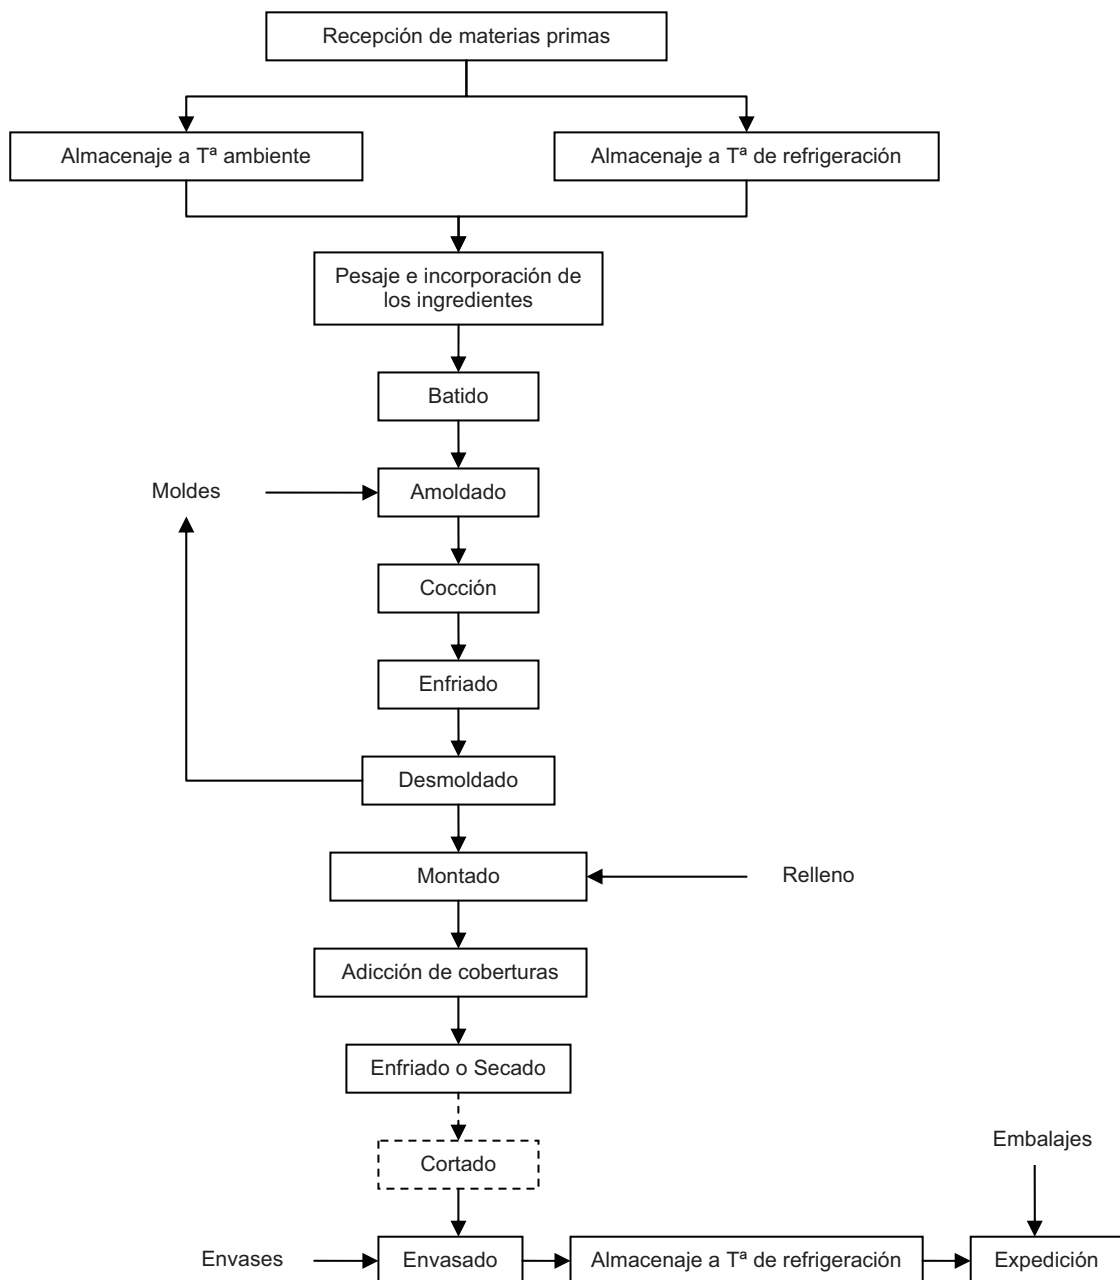 Recepción de materias primas
Almacenaje a Tª ambiente
Almacenaje a Tª de refrigeración
Pesaje e incorporación de
los ingredientes
Batido
Moldes
Amoldado
Cocción
Enfriado
Desmoldado
Montado
Relleno
Adicción de coberturas
Enfriado o Secado
Cortado
Embalajes
Envases
Envasado
Almacenaje a Tª de refrigeración
Expedición